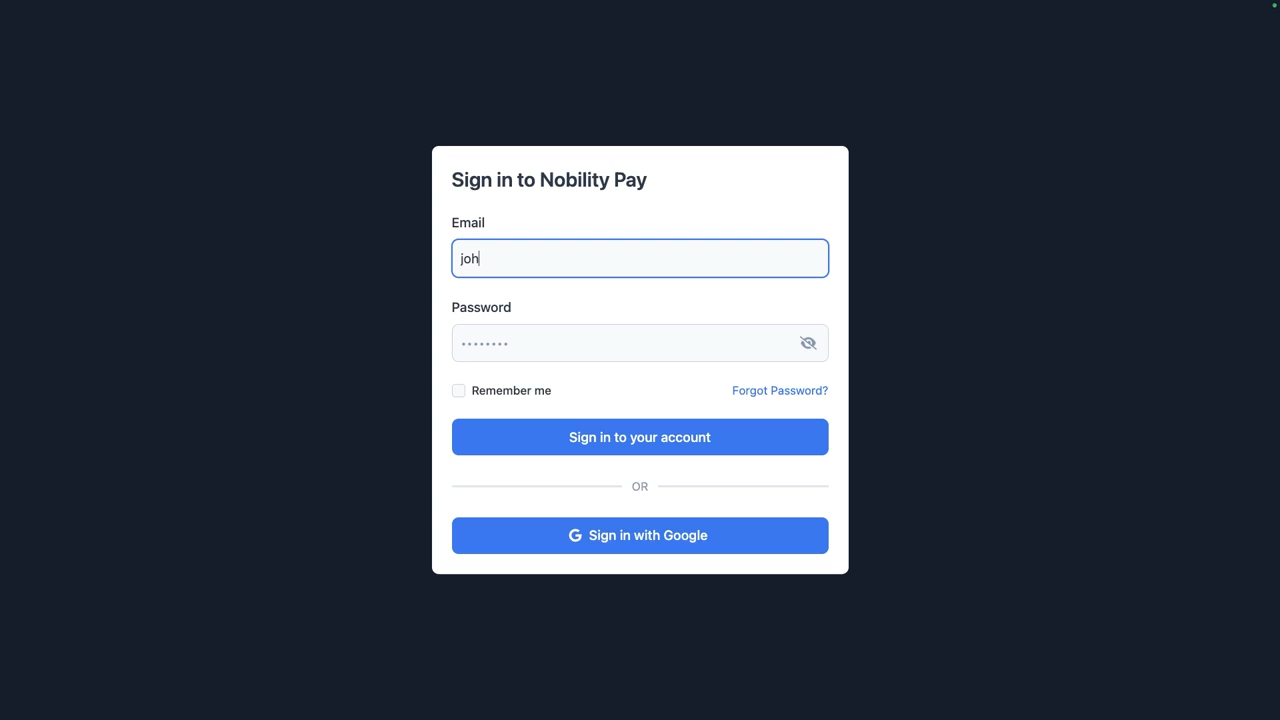 Sign in to Nobility Pay
Email
joh
Password
••••••••
Remember me
Forgot Password?
Sign in to your account
OR
Sign in with Google